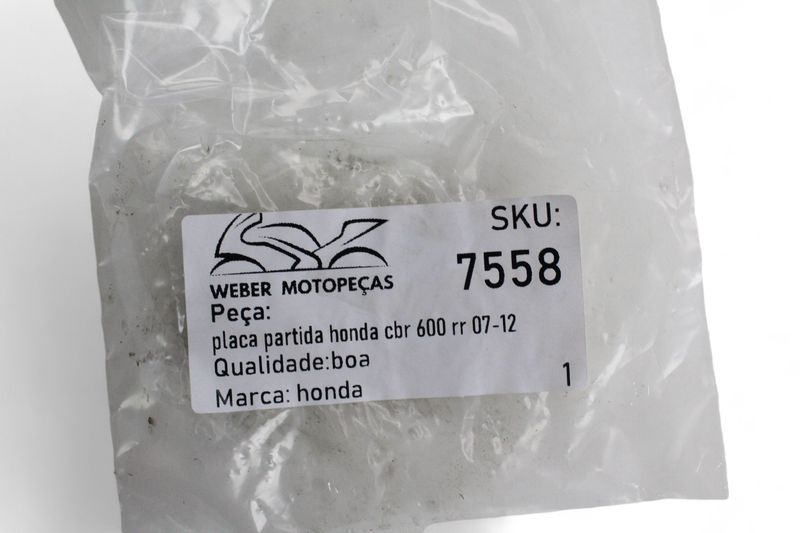 SKU:
7558
WEBER MOTOPEÇAS
Peça:
placa partida honda cbr 600 rr 07-12
Qualidade:boa
Marca: honda
1